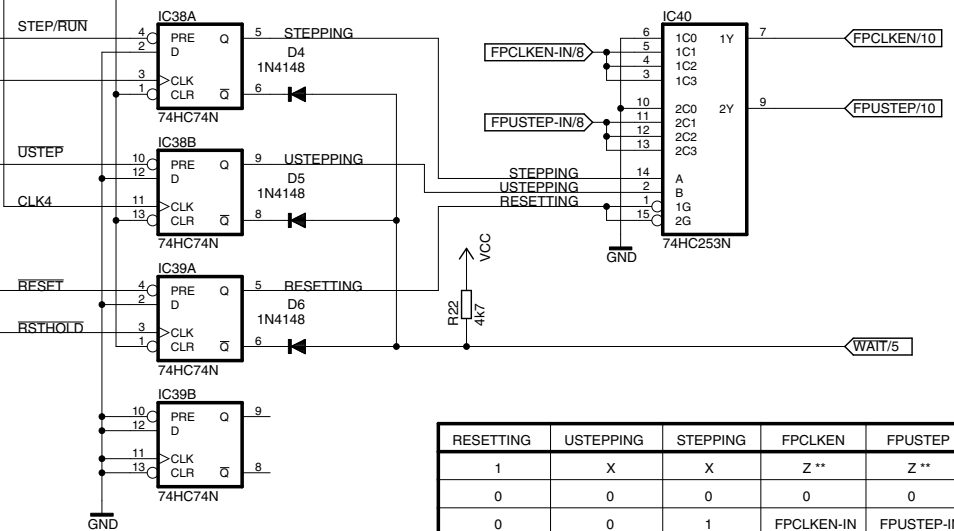 IC38A
STEP/RUN
4 PRE Q 5 STEPPING
2 D
3 CLK
1 CLR Q 6
D4
1N4148
74HC74N
IC38B
USTEP
10 PRE Q 9 USTEPPING
12 D
CLK4
11 CLK
13 CLR Q 8
D5
1N4148
74HC74N
IC39A
RESET
4 PRE Q 5 RESETTING
2 D
RSTHOLD
3 CLK
1 CLR Q 6
D6
1N4148
74HC74N
IC39B
10 PRE Q 9
12 D
11 CLK
13 CLR Q 8
74HC74N
GND
IC40
FPCLKEN-IN/8
6 1C0 1Y 7 FPCLKEN/10
5 1C1
4 1C2
3 1C3
FPUSTEP-IN/8
10 2C0 2Y 9 FPUSTEP/10
11 2C1
12 2C2
13 2C3
STEPPING 14 A
USTEPPING 2 B
RESETTING 1 1G
15 2G
74HC253N
GND
VCC
R22
4k7
WAIT/5
RESETTING USTEPPING STEPPING FPCLKEN FPUSTEP
1 X X Z ** Z **
0 0 0 0 0
0 0 1 FPCLKEN-IN FPUSTEP-IN